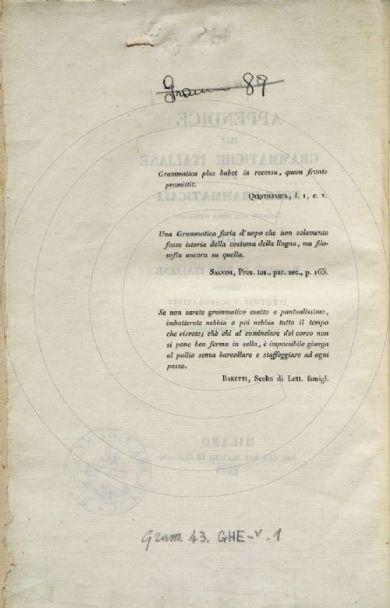 Gram 89
Grammatica plus habet in recessu, quam fronte
promittit.
QUINTILIANUS, l. 1, c. v.
Una Grammatica faria d'uopo che non solamente
fosse istoria della costuma della lingua, ma filo-
sofia ancora su quella.
SALVINI, Pros. tos., par. sec., p. 163.
Se non sarete grammatico esatto e puntualissimo,
imbotterete nebbia e poi nebbia tutto il tempo
che vivrete; chè chi al cominciare del corso non
si pone ben fermo in sella, è impossibile giunga
al pallio senza barcollare e staffeggiare ad ogni
passo.
BARETTI, Scelta di Lett. famigl.
Gram. 43. GHE-V. 1